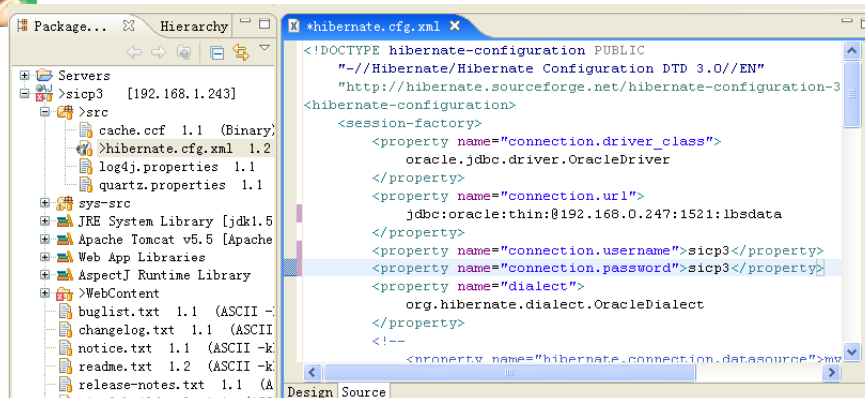 Package...
Hierarchy
Servers
>sicp3 [192.168.1.243]
>src
cache.ccf 1.1 (Binary)
>hibernate.cfg.xml 1.2
log4j.properties 1.1
quartz.properties 1.1
sys-src
JRE System Library [jdk1.5
Apache Tomcat v5.5 [Apache
Web App Libraries
AspectJ Runtime Library
>WebContent
buglist.txt 1.1 (ASCII -
changelog.txt 1.1 (ASCII
notice.txt 1.1 (ASCII -k
readme.txt 1.2 (ASCII -k
release-notes.txt 1.1 (A
*hibernate.cfg.xml
<!DOCTYPE hibernate-configuration PUBLIC
"-//Hibernate/Hibernate Configuration DTD 3.0//EN"
"http://hibernate.sourceforge.net/hibernate-configuration-3
<hibernate-configuration>
<session-factory>
<property name="connection.driver_class">
oracle.jdbc.driver.OracleDriver
</property>
<property name="connection.url">
jdbc:oracle:thin:@192.168.0.247:1521:lbsdata
</property>
<property name="connection.username">sicp3</property>
<property name="connection.password">sicp3</property>
<property name="dialect">
org.hibernate.dialect.OracleDialect
</property>
<!--
<property name="hibernate.connection.datasource">my
Design Source